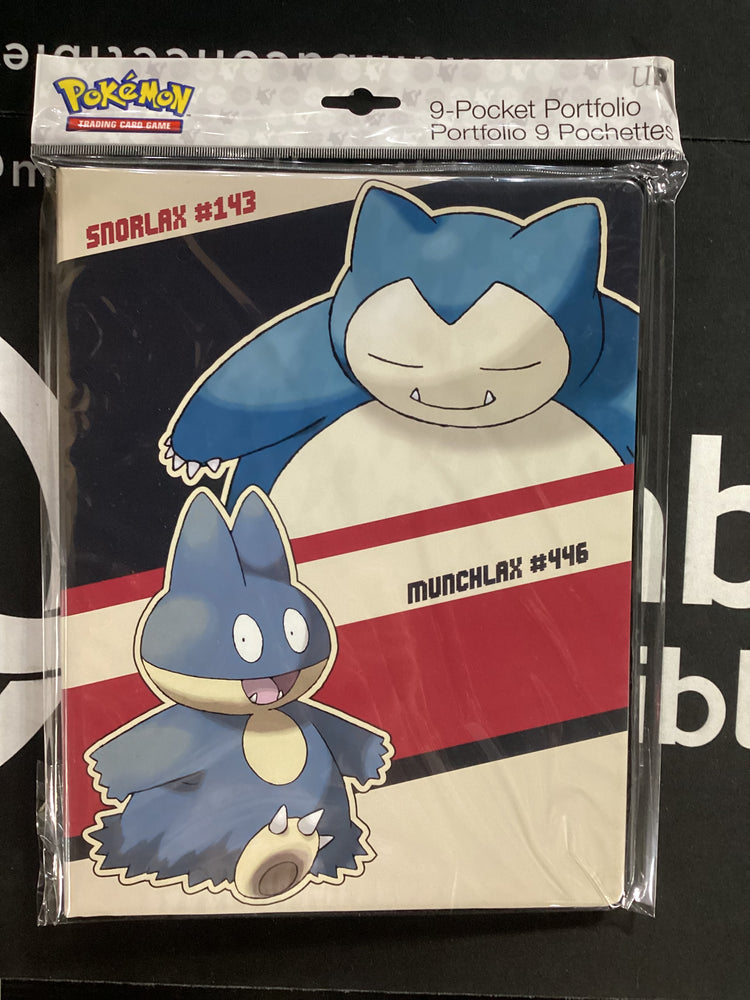 POKéMON
TRADING CARD GAME
UP
9-Pocket Portfolio
Portfolio 9 Pochettes
SNORLAX #143
MUNCHLAX #446